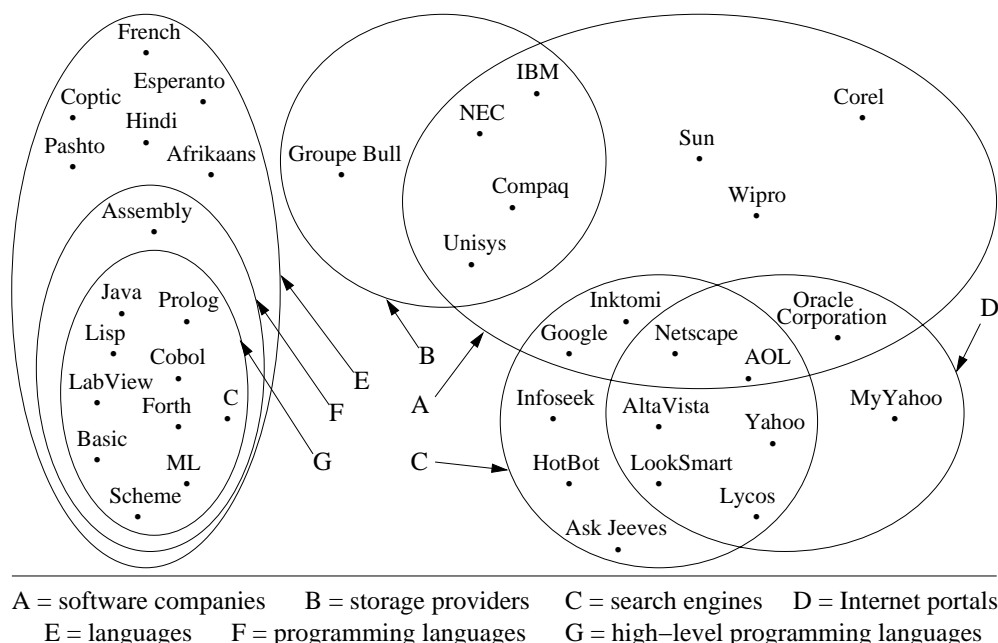 French
Esperanto
Coptic
Hindi
Pashto
Afrikaans
Assembly
Java
Prolog
Lisp
Cobol
LabView
Forth
C
Basic
ML
Scheme
Groupe Bull
IBM
NEC
Compaq
Unisys
Corel
Sun
Wipro
Inktomi
Google
Netscape
Oracle
Corporation
AOL
Infoseek
AltaVista
Yahoo
MyYahoo
HotBot
LookSmart
Lycos
Ask Jeeves
D
B
E
A
F
G
C
A = software companies B = storage providers C = search engines D = Internet portals
E = languages F = programming languages G = high−level programming languages